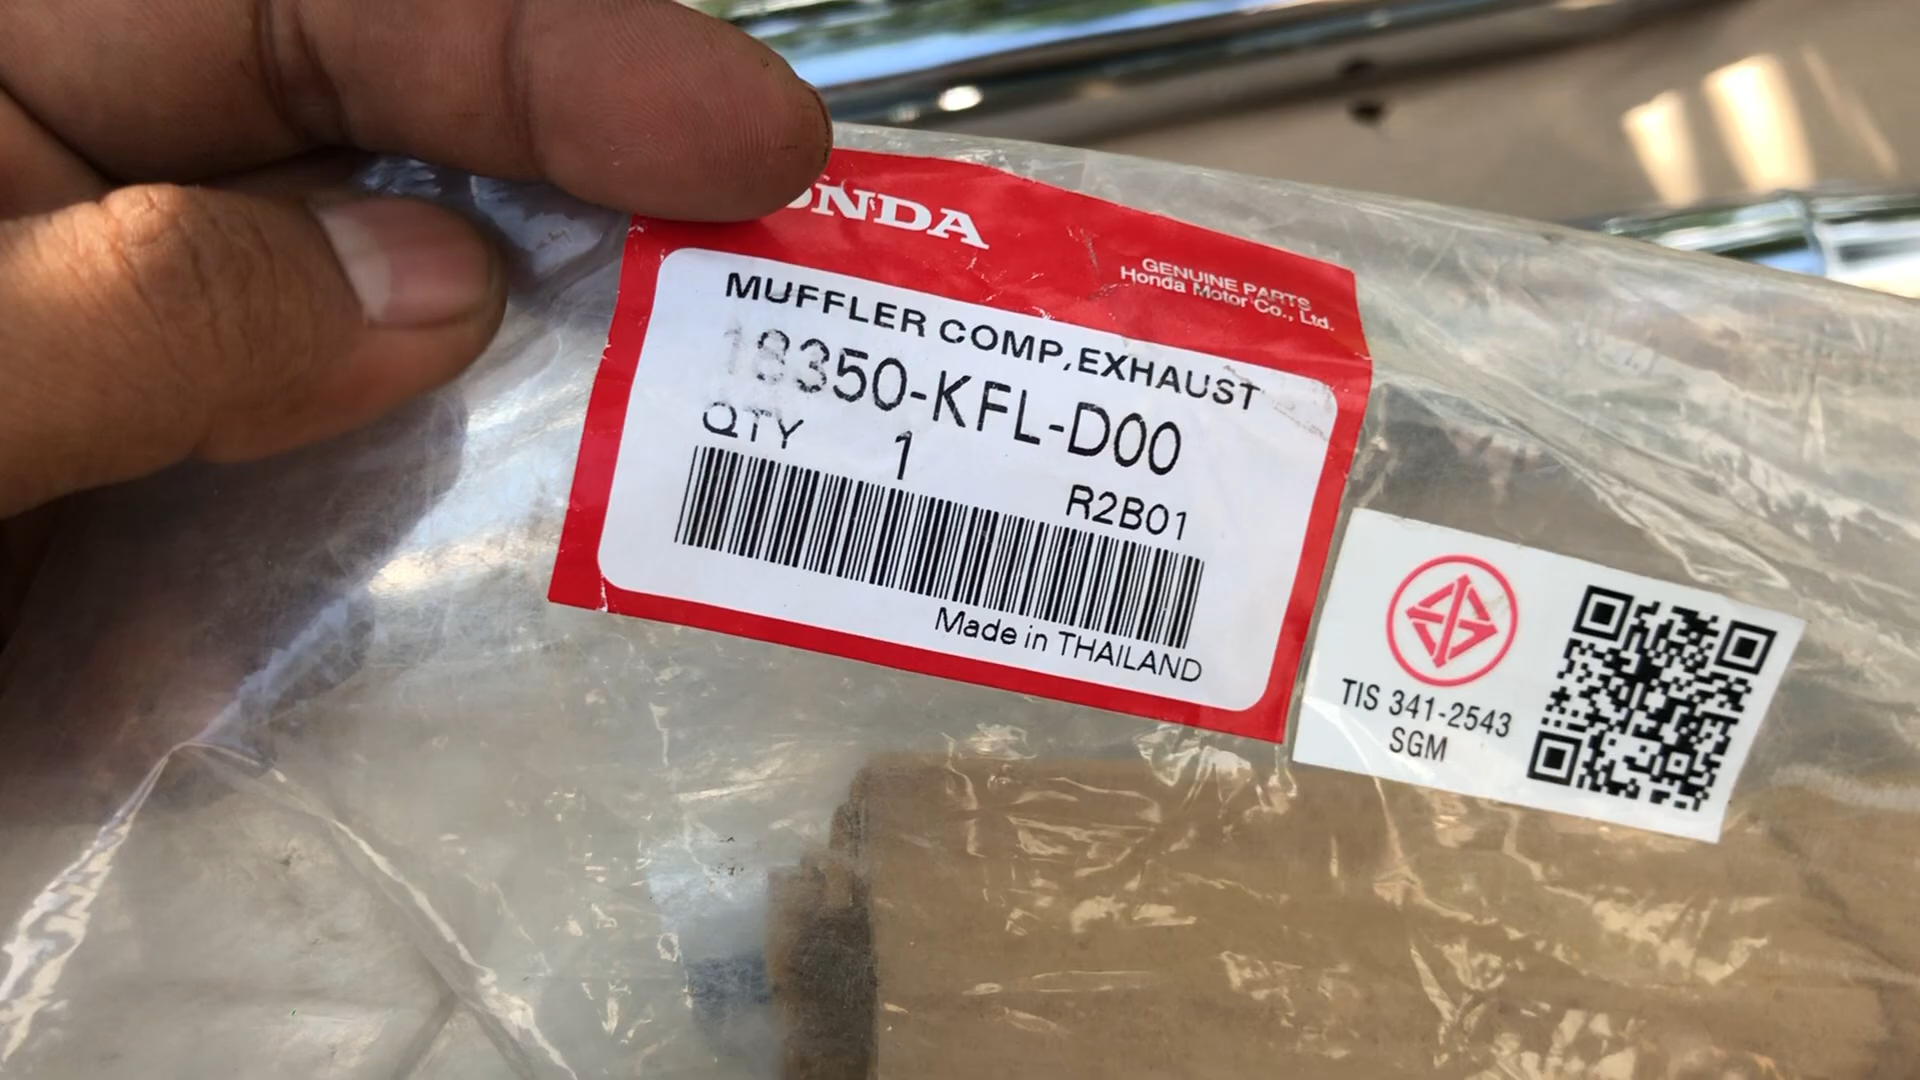 ONDA
GENUINE PARTS
Honda Motor Co., Ltd.
MUFFLER COMP,EXHAUST
18350-KFL-D00
QTY 1
R2B01
Made in THAILAND
TIS 341-2543
SGM